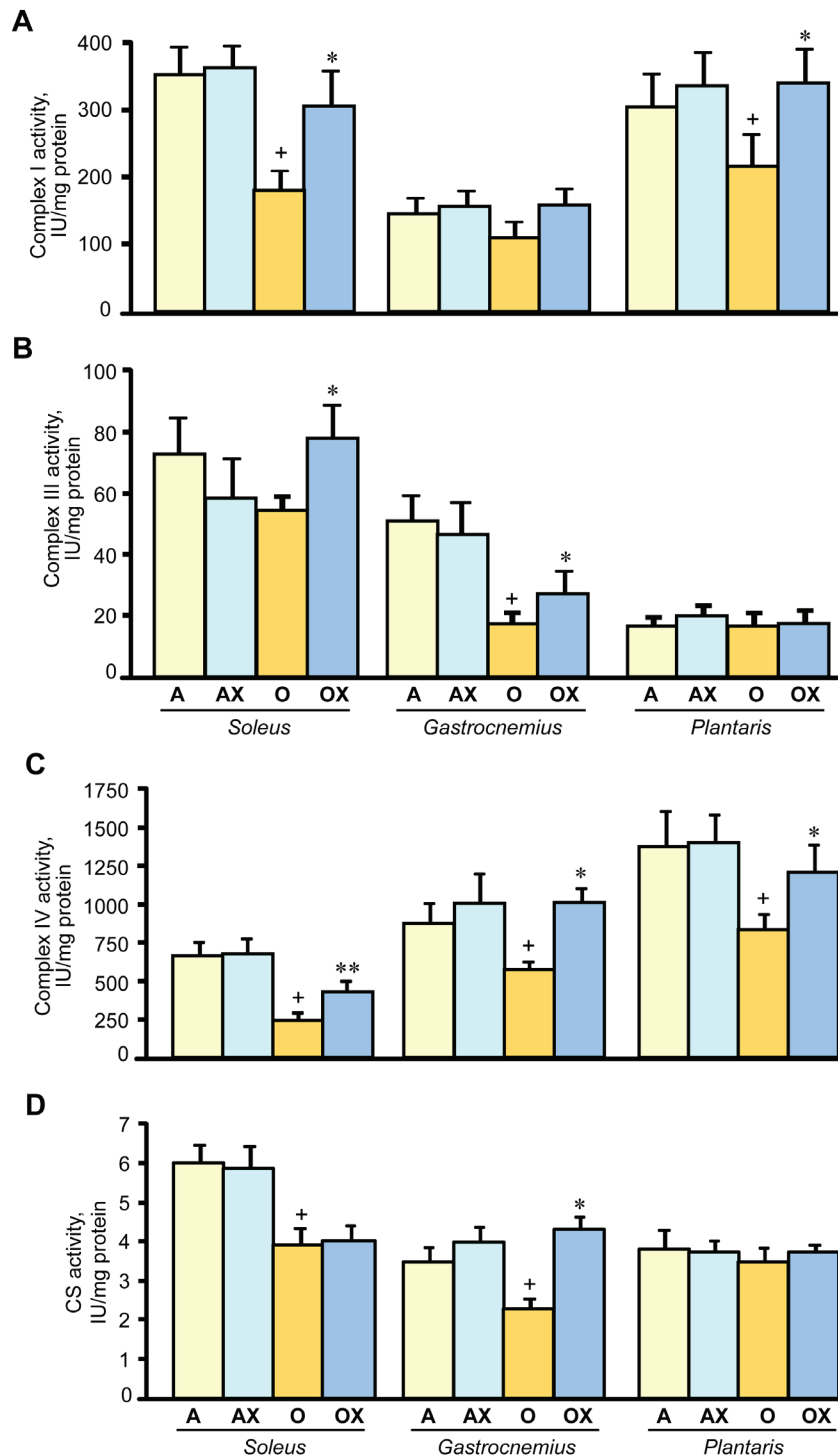 A
Complex I activity,
IU/mg protein
400
300
200
100
0
+
*
+
*
B
Complex III activity,
IU/mg protein
100
80
60
40
20
0
*
+
*
A AX O OX A AX O OX A AX O OX
Soleus Gastrocnemius Plantaris
C
Complex IV activity,
IU/mg protein
1750
1500
1250
1000
750
500
250
0
+
**
+
*
+
*
D
CS activity,
IU/mg protein
7
6
5
4
3
2
1
0
+
+
*
A AX O OX A AX O OX A AX O OX
Soleus Gastrocnemius Plantaris